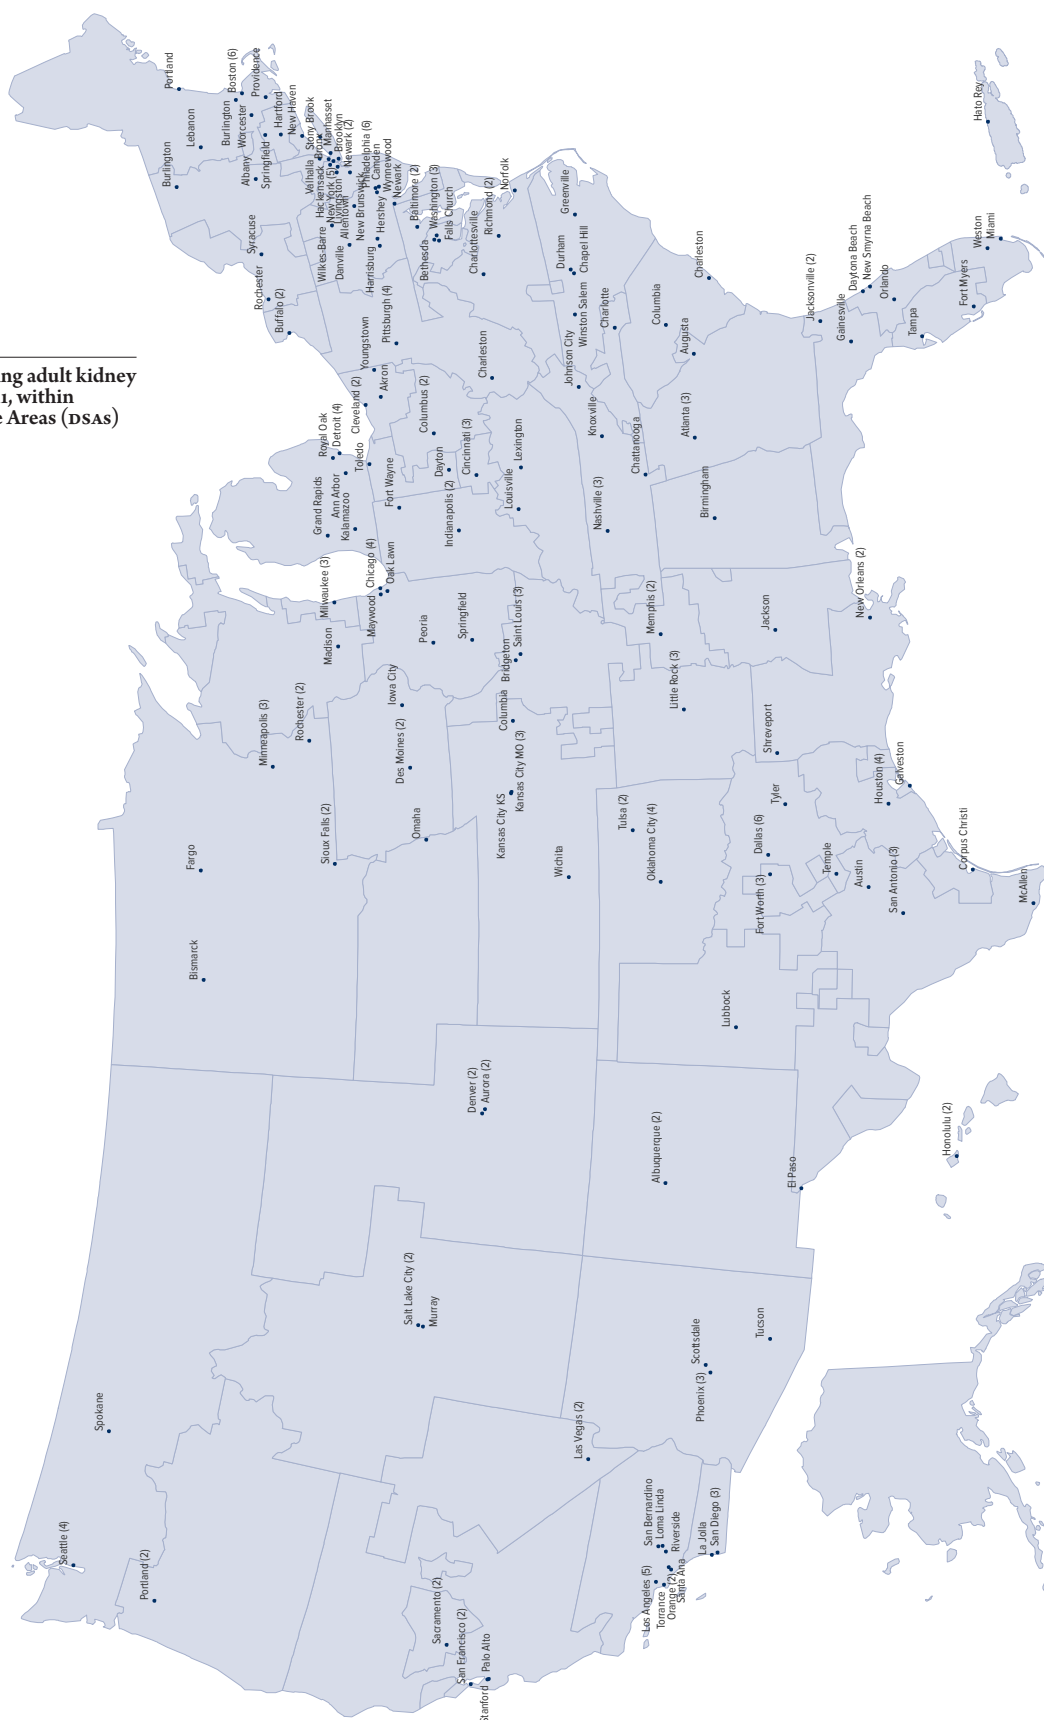 ng adult kidney
1, within
e Areas (DSAs)
Portland
Boston (6)
Providence
Burlington
Worcester
Hartford
New Haven
Lebanon
Burlington
Albany
Springfield
Stony Brook
Manhasset
Brooklyn
Bronx
Newark (2)
Valhalla
Hackensack
New York (5)
Livingston
Allentown
New Brunswick
Philadelphia (6)
Camden
Wynnewood
Newark
Hershey
Wilkes-Barre
Danville
Harrisburg
Syracuse
Rochester
Buffalo (2)
Baltimore (2)
Washington (3)
Falls Church
Bethesda
Charlottesville
Richmond (2)
Norfolk
Pittsburgh (4)
Youngstown
Akron
Cleveland (2)
Toledo
Columbus (2)
Dayton
Cincinnati (3)
Charleston
Greenville
Durham
Chapel Hill
Winston Salem
Charlotte
Johnson City
Knoxville
Columbia
Charleston
Augusta
Atlanta (3)
Chattanooga
Nashville (3)
Birmingham
Jacksonville (2)
Gainesville
Daytona Beach
New Smyrna Beach
Orlando
Tampa
Fort Myers
Weston
Miami
Hato Rey
Royal Oak
Detroit (4)
Grand Rapids
Ann Arbor
Kalamazoo
Fort Wayne
Indianapolis (2)
Louisville
Lexington
Milwaukee (3)
Madison
Chicago (4)
Oak Lawn
Maywood
Peoria
Springfield
Saint Louis (3)
Bridgeton
Columbia
Iowa City
Des Moines (2)
Minneapolis (3)
Rochester (2)
Sioux Falls (2)
Omaha
Kansas City KS
Kansas City MO (3)
Wichita
Memphis (2)
Little Rock (3)
Jackson
New Orleans (2)
Shreveport
Tulsa (2)
Oklahoma City (4)
Tyler
Dallas (6)
Fort Worth (3)
Temple
Austin
San Antonio (3)
Houston (4)
Galveston
Corpus Christi
McAllen
Lubbock
Fargo
Bismarck
Denver (2)
Aurora (2)
Albuquerque (2)
El Paso
Honolulu (2)
Salt Lake City (2)
Murray
Tucson
Scottsdale
Phoenix (3)
Las Vegas (2)
Spokane
Seattle (4)
Portland (2)
San Bernardino
Loma Linda
Riverside
La Jolla
San Diego (3)
Los Angeles (5)
Torrance
Orange (2)
Santa Ana
Sacramento (2)
San Francisco (2)
Palo Alto
Stanford